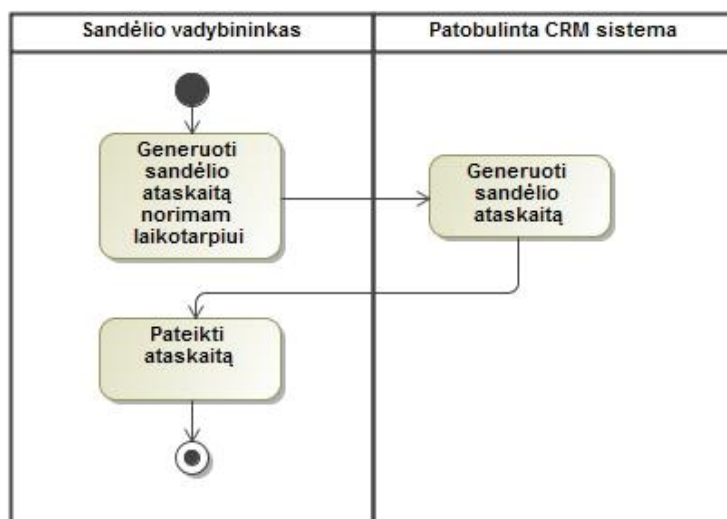 Sandėlio vadybininkas
Patobulinta CRM sistema
Generuoti
sandėlio
ataskaitą
norimam
laikotarpiui
Generuoti
sandėlio
ataskaitą
Pateikti
ataskaitą